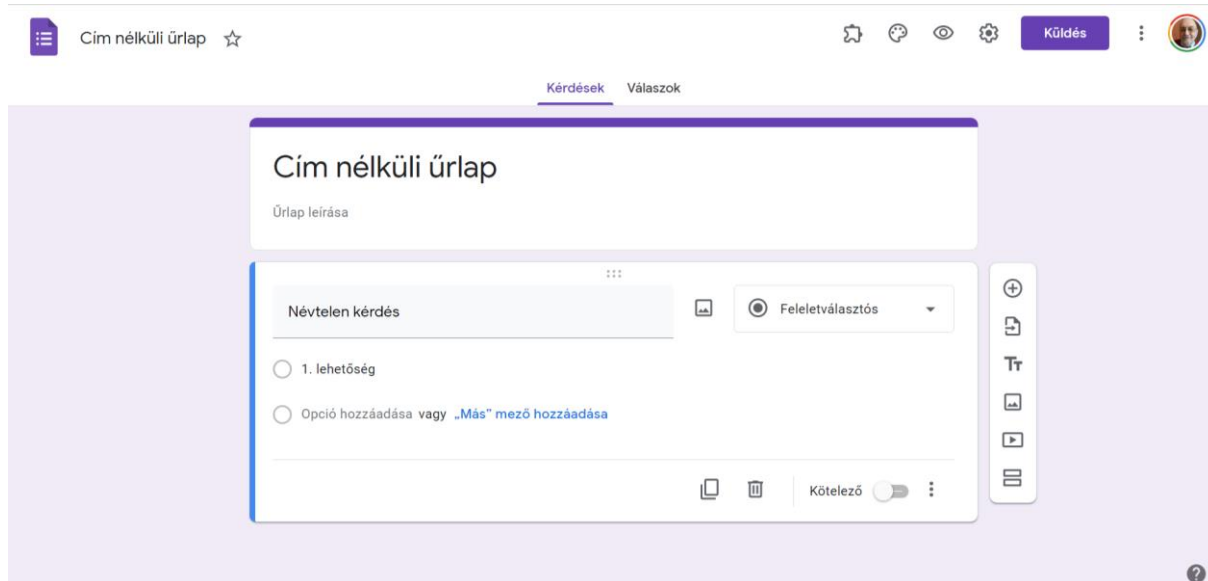 Cím nélküli űrlap
Küldés
Kérdések Válaszok
Cím nélküli űrlap
Űrlap leírása
Névtelen kérdés
Feleletválasztós
1. lehetőség
Opció hozzáadása vagy „Más” mező hozzáadása
Kötelező